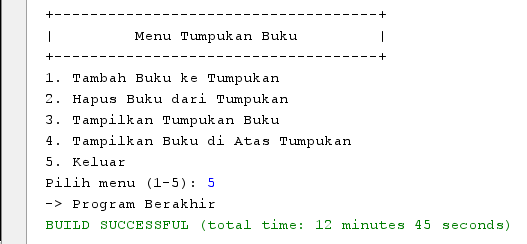 +-----------------------------------+
|          Menu Tumpukan Buku          |
+-----------------------------------+
1. Tambah Buku ke Tumpukan
2. Hapus Buku dari Tumpukan
3. Tampilkan Tumpukan Buku
4. Tampilkan Buku di Atas Tumpukan
5. Keluar
Pilih menu (1-5): 5
-> Program Berakhir
BUILD SUCCESSFUL (total time: 12 minutes 45 seconds)